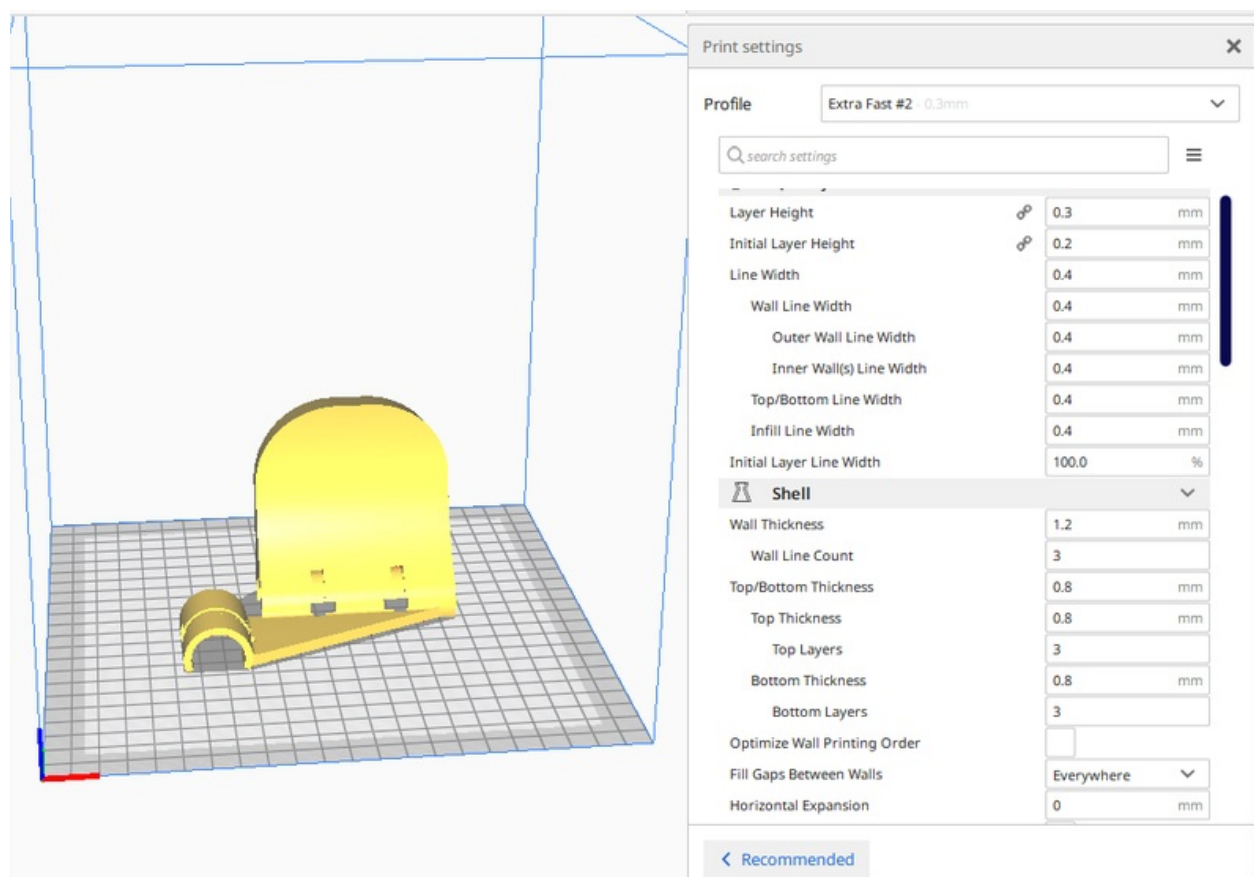 Print settings
Profile
Extra Fast #2 - 0.3mm
search settings
Layer Height 0.3 mm
Initial Layer Height 0.2 mm
Line Width 0.4 mm
Wall Line Width 0.4 mm
Outer Wall Line Width 0.4 mm
Inner Wall(s) Line Width 0.4 mm
Top/Bottom Line Width 0.4 mm
Infill Line Width 0.4 mm
Initial Layer Line Width 100.0 %
Shell
Wall Thickness 1.2 mm
Wall Line Count 3
Top/Bottom Thickness 0.8 mm
Top Thickness 0.8 mm
Top Layers 3
Bottom Thickness 0.8 mm
Bottom Layers 3
Optimize Wall Printing Order
Fill Gaps Between Walls Everywhere
Horizontal Expansion 0 mm
Recommended